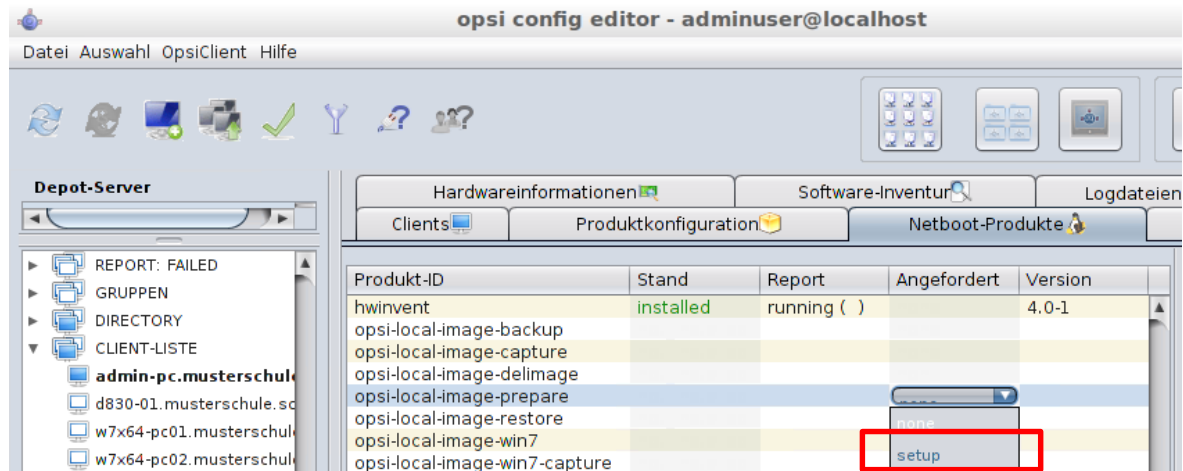 opsi config editor - adminuser@localhost
Datei Auswahl OpsiClient Hilfe
Depot-Server
Hardwareinformationen Software-Inventur Logdateien
Clients Produktkonfiguration Netboot-Produkte
REPORT: FAILED
GRUPPEN
DIRECTORY
CLIENT-LISTE
admin-pc.musterschule
d830-01.musterschule.sc
w7x64-pc01.musterschul
w7x64-pc02.musterschul
Produkt-ID Stand Report Angefordert Version
hwinvent installed running ( ) 4.0-1
opsi-local-image-backup
opsi-local-image-capture
opsi-local-image-delimage
opsi-local-image-prepare none
opsi-local-image-restore none
opsi-local-image-win7
opsi-local-image-win7-capture setup